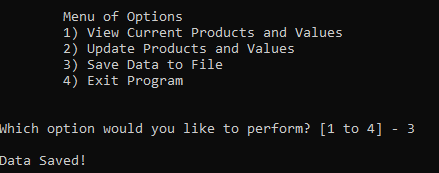 Menu of Options
1) View Current Products and Values
2) Update Products and Values
3) Save Data to File
4) Exit Program
Which option would you like to perform? [1 to 4] - 3
Data Saved!